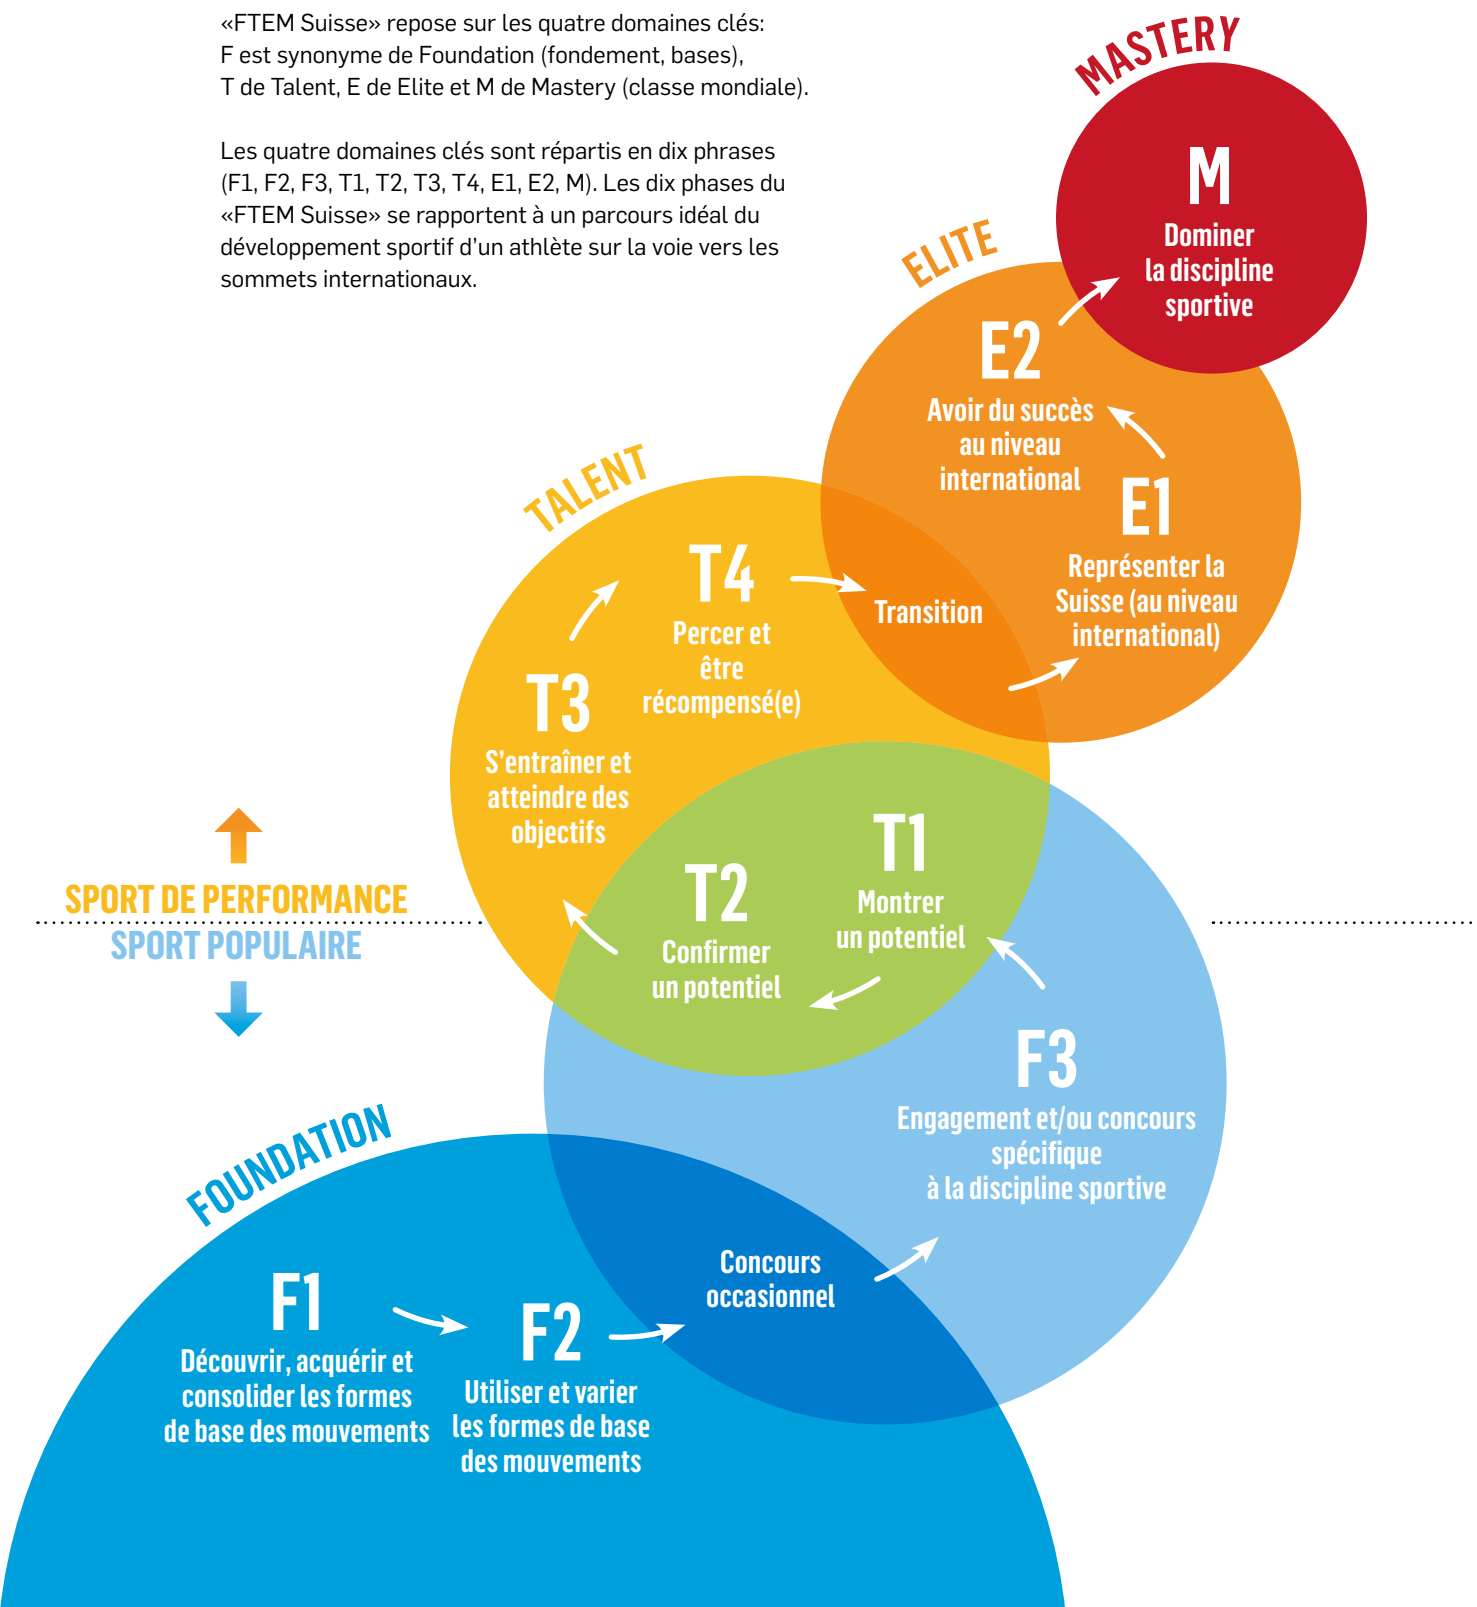 «FTEM Suisse» repose sur les quatre domaines clés:
F est synonyme de Foundation (fondement, bases),
T de Talent, E de Elite et M de Mastery (classe mondiale).
Les quatre domaines clés sont répartis en dix phrases
(F1, F2, F3, T1, T2, T3, T4, E1, E2, M). Les dix phases du
«FTEM Suisse» se rapportent à un parcours idéal du
développement sportif d'un athlète sur la voie vers les
sommets internationaux.
MASTERY
M
Dominer
la discipline
sportive
ELITE
E2
Avoir du succès
au niveau
international
E1
Représenter la
Suisse (au niveau
international)
TALENT
T4
Percer et
être
récompensé(e)
Transition
T3
S'entraîner et
atteindre des
objectifs
T1
Montrer
un potentiel
T2
Confirmer
un potentiel
SPORT DE PERFORMANCE
SPORT POPULAIRE
F3
Engagement et/ou concours
spécifique
à la discipline sportive
FOUNDATION
Concours
occasionnel
F1
Découvrir, acquérir et
consolider les formes
de base des mouvements
F2
Utiliser et varier
les formes de base
des mouvements